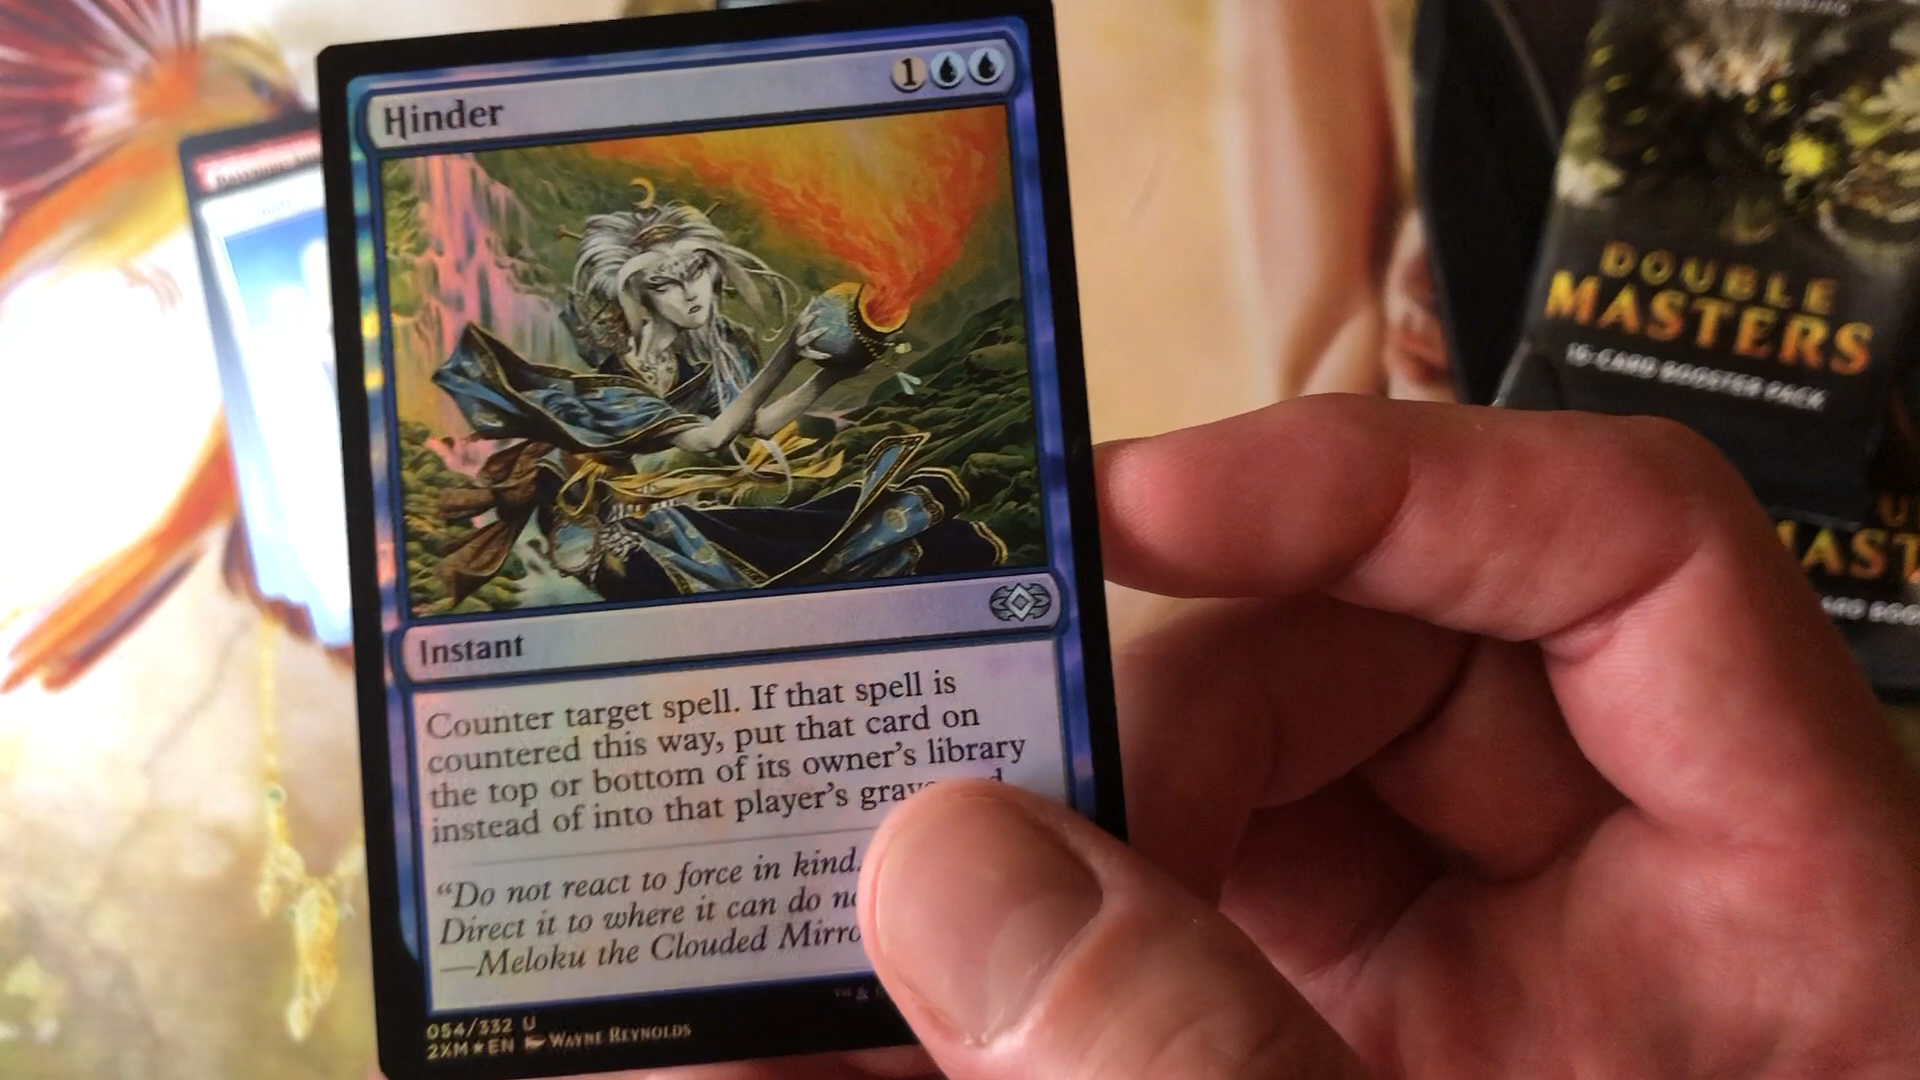 Hinder
1
Instant
Counter target spell. If that spell is
countered this way, put that card on
the top or bottom of its owner's library
instead of into that player's
"Do not react to force in kind.
Direct it to where it can do
—Meloku the Clouded
054/332 U
2XM★EN WAYNE REYNOLDS
DOUBLE
MASTERS
15-CARD BOOSTER PACK